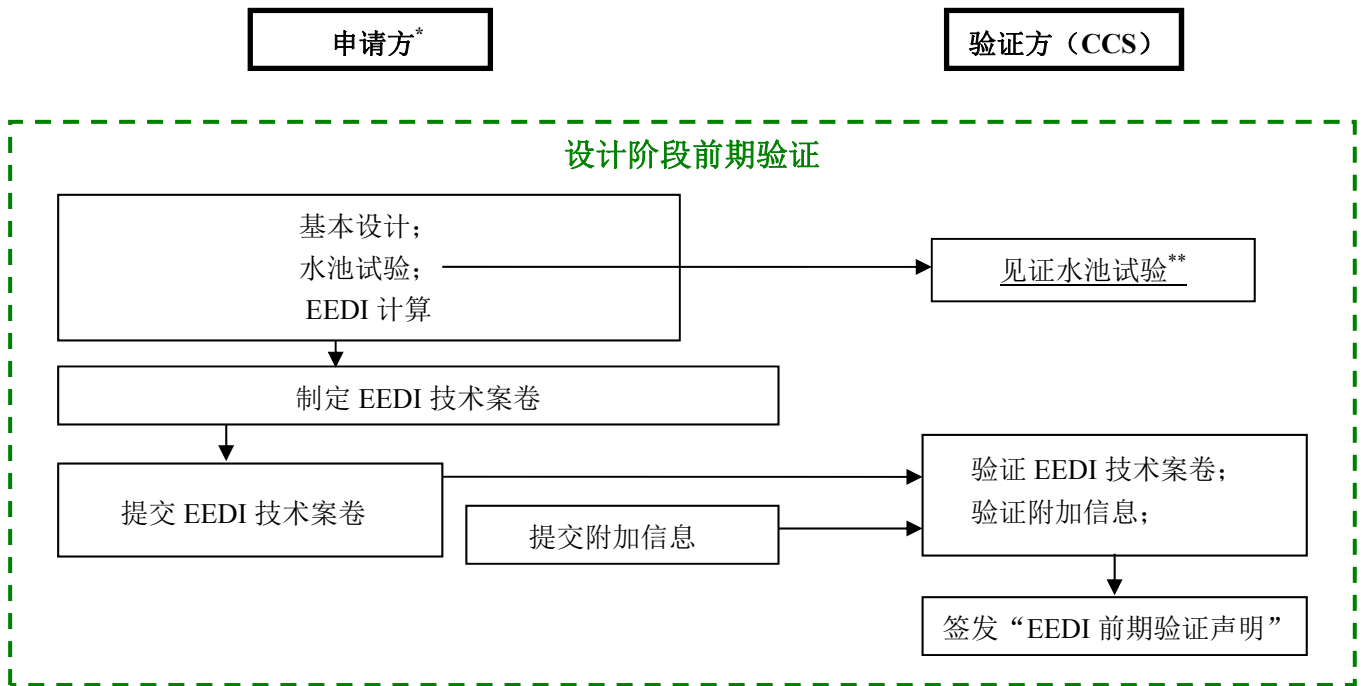 申请方*
验证方（CCS）
设计阶段前期验证
基本设计；
水池试验；
EEDI 计算
见证水池试验**
制定 EEDI 技术案卷
提交 EEDI 技术案卷
提交附加信息
验证 EEDI 技术案卷；
验证附加信息；
签发“EEDI 前期验证声明”